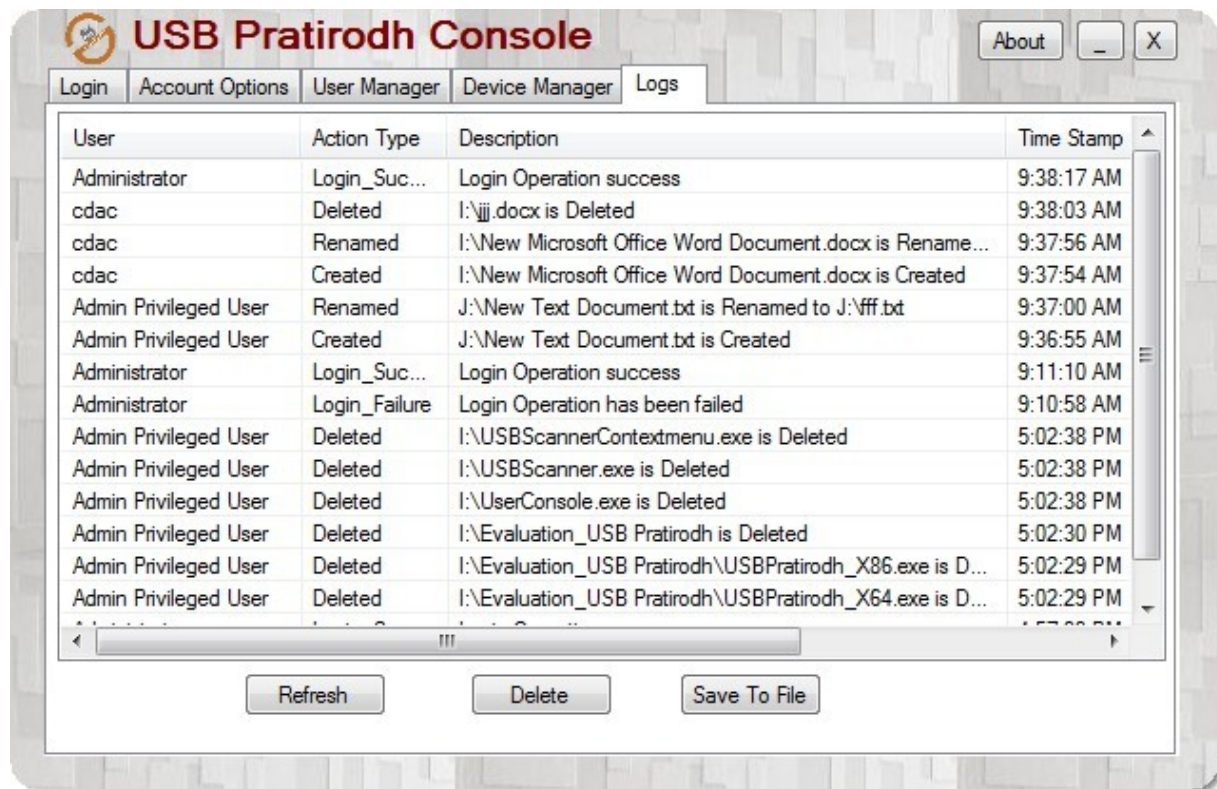 USB Pratirodh Console
About _ X
Login Account Options User Manager Device Manager Logs
User Action Type Description Time Stamp
Administrator Login_Suc... Login Operation success 9:38:17 AM
cdac Deleted I:\jjj.docx is Deleted 9:38:03 AM
cdac Renamed I:\New Microsoft Office Word Document.docx is Rename... 9:37:56 AM
cdac Created I:\New Microsoft Office Word Document.docx is Created 9:37:54 AM
Admin Privileged User Renamed J:\New Text Document.txt is Renamed to J:\fff.txt 9:37:00 AM
Admin Privileged User Created J:\New Text Document.txt is Created 9:36:55 AM
Administrator Login_Suc... Login Operation success 9:11:10 AM
Administrator Login_Failure Login Operation has been failed 9:10:58 AM
Admin Privileged User Deleted I:\USBScannerContextmenu.exe is Deleted 5:02:38 PM
Admin Privileged User Deleted I:\USBScanner.exe is Deleted 5:02:38 PM
Admin Privileged User Deleted I:\UserConsole.exe is Deleted 5:02:38 PM
Admin Privileged User Deleted I:\Evaluation_USB Pratirodh is Deleted 5:02:30 PM
Admin Privileged User Deleted I:\Evaluation_USB Pratirodh\USBPratirodh_X86.exe is D... 5:02:29 PM
Admin Privileged User Deleted I:\Evaluation_USB Pratirodh\USBPratirodh_X64.exe is D... 5:02:29 PM
Refresh Delete Save To File